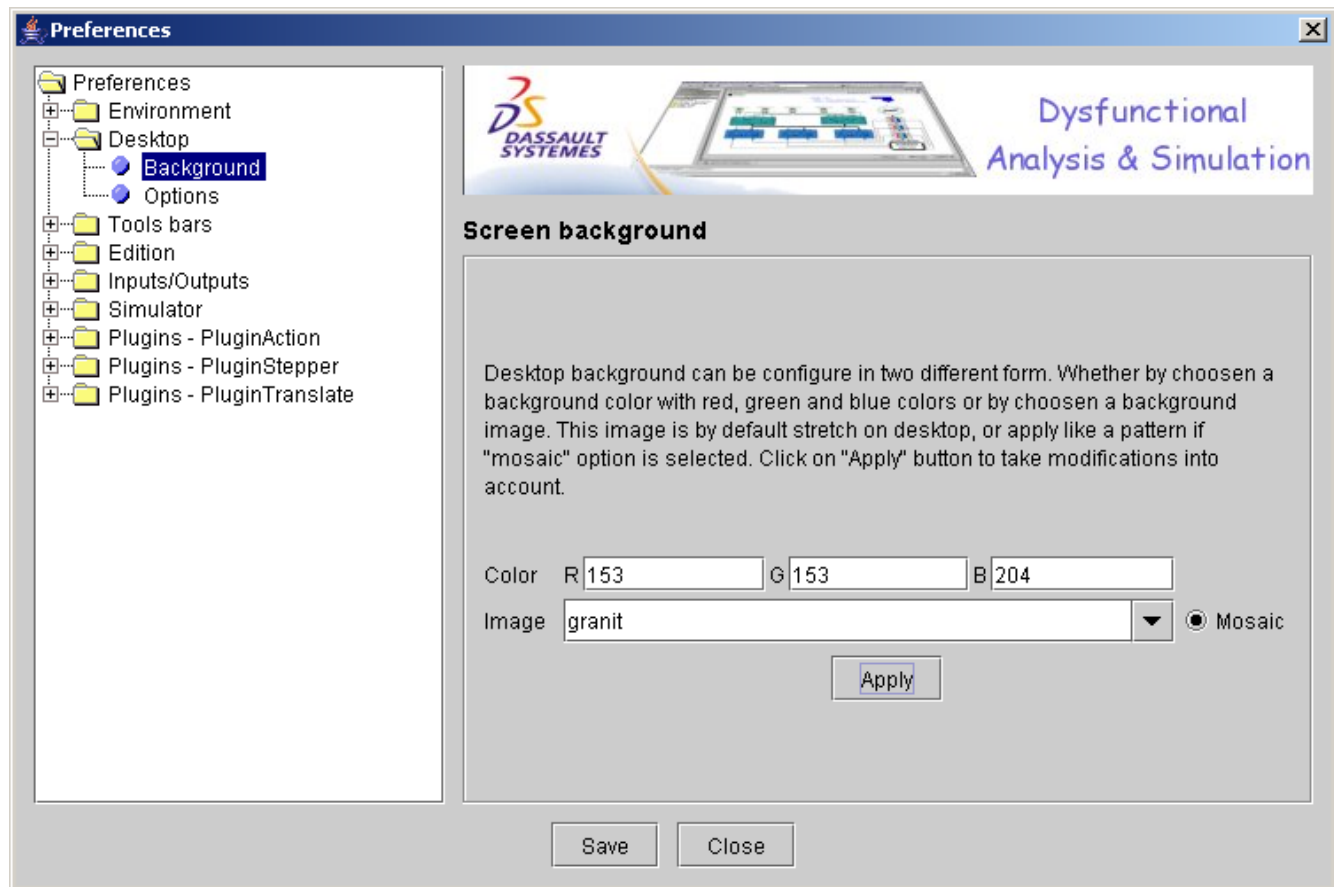 Preferences
Preferences
Environment
Desktop
Background
Options
Tools bars
Edition
Inputs/Outputs
Simulator
Plugins - PluginAction
Plugins - PluginStepper
Plugins - PluginTranslate
DASSAULT
SYSTEMES
Dysfunctional
Analysis & Simulation
Screen background
Desktop background can be configure in two different form. Whether by choosen a
background color with red, green and blue colors or by choosen a background
image. This image is by default stretch on desktop, or apply like a pattern if
"mosaic" option is selected. Click on "Apply" button to take modifications into
account.
Color R 153 G 153 B 204
Image granit Mosaic
Apply
Save Close